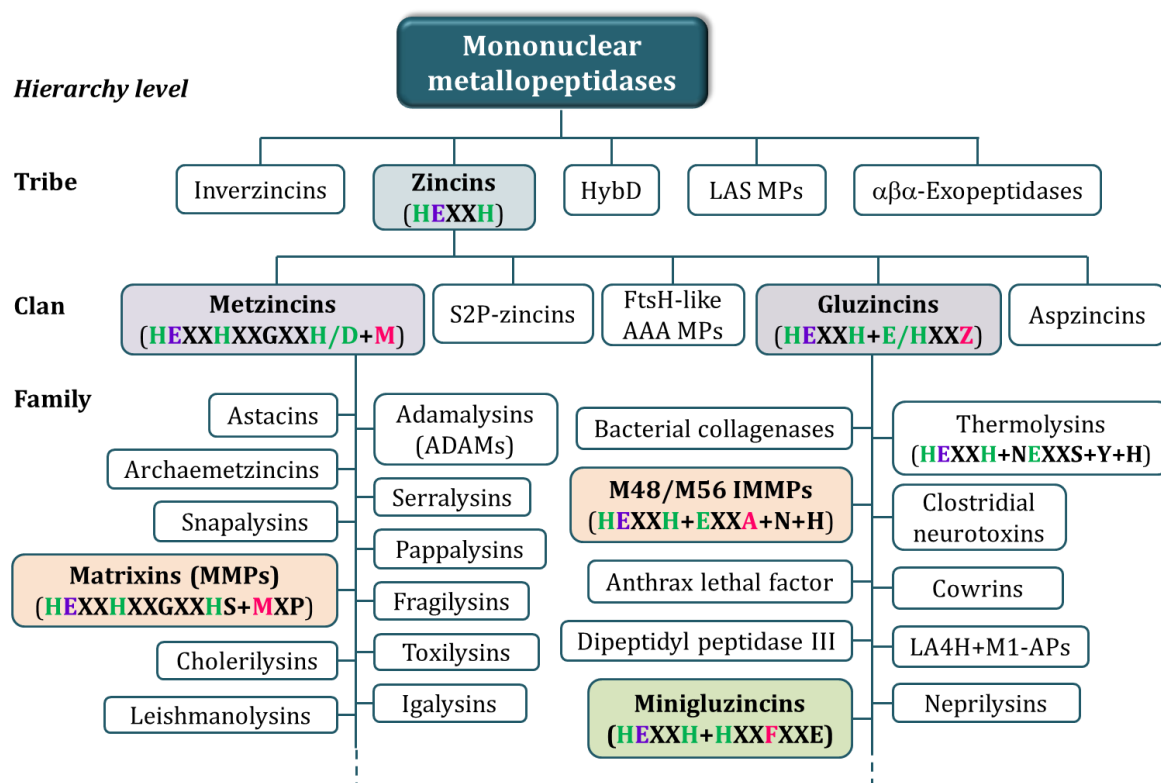 Mononuclear
metallopeptidases
Hierarchy level
Tribe
Inverzincins
Zincins
(HEXXH)
HybD
LAS MPs
αβα-Exopeptidases
Clan
Metzincins
(HEXXHXXGXXH/D+M)
S2P-zincins
FtsH-like
AAA MPs
Gluzincins
(HEXXH+E/HXXZ)
Aspzincins
Family
Astacins
Archaemetzincins
Snapalysins
Matrixins (MMPs)
(HEXXHXXGXXHS+MXP)
Cholerilysins
Leishmanolysins
Adamalysins
(ADAMs)
Serralysins
Pappalysins
Fragilysins
Toxilysins
Igalysins
Bacterial collagenases
M48/M56 IMMPs
(HEXXH+EXXA+N+H)
Anthrax lethal factor
Dipeptidyl peptidase III
Minigluzincins
(HEXXH+HXXFXXE)
Thermolysins
(HEXXH+NEXXS+Y+H)
Clostridial
neurotoxins
Cowrins
LA4H+M1-APs
Neprilysins